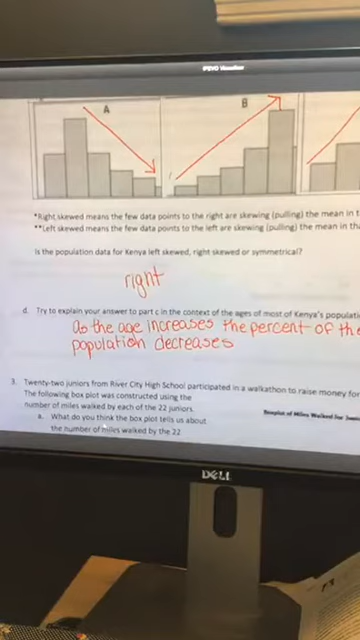 IPEVO Visualizer
A
B
*Right skewed means the few data points to the right are skewing (pulling) the mean in t
**Left skewed means the few data points to the left are skewing (pulling) the mean in th
Is the population data for Kenya left skewed, right skewed or symmetrical?
right
d. Try to explain your answer to part c in the context of the ages of most of Kenya's populati
as the age increases the percent of the
population decreases
3. Twenty-two juniors from River City High School participated in a walkathon to raise money for
The following box plot was constructed using the
number of miles walked by each of the 22 juniors.
Boxplot of Miles Walked for
a. What do you think the box plot tells us about
the number of miles walked by the 22
DELL